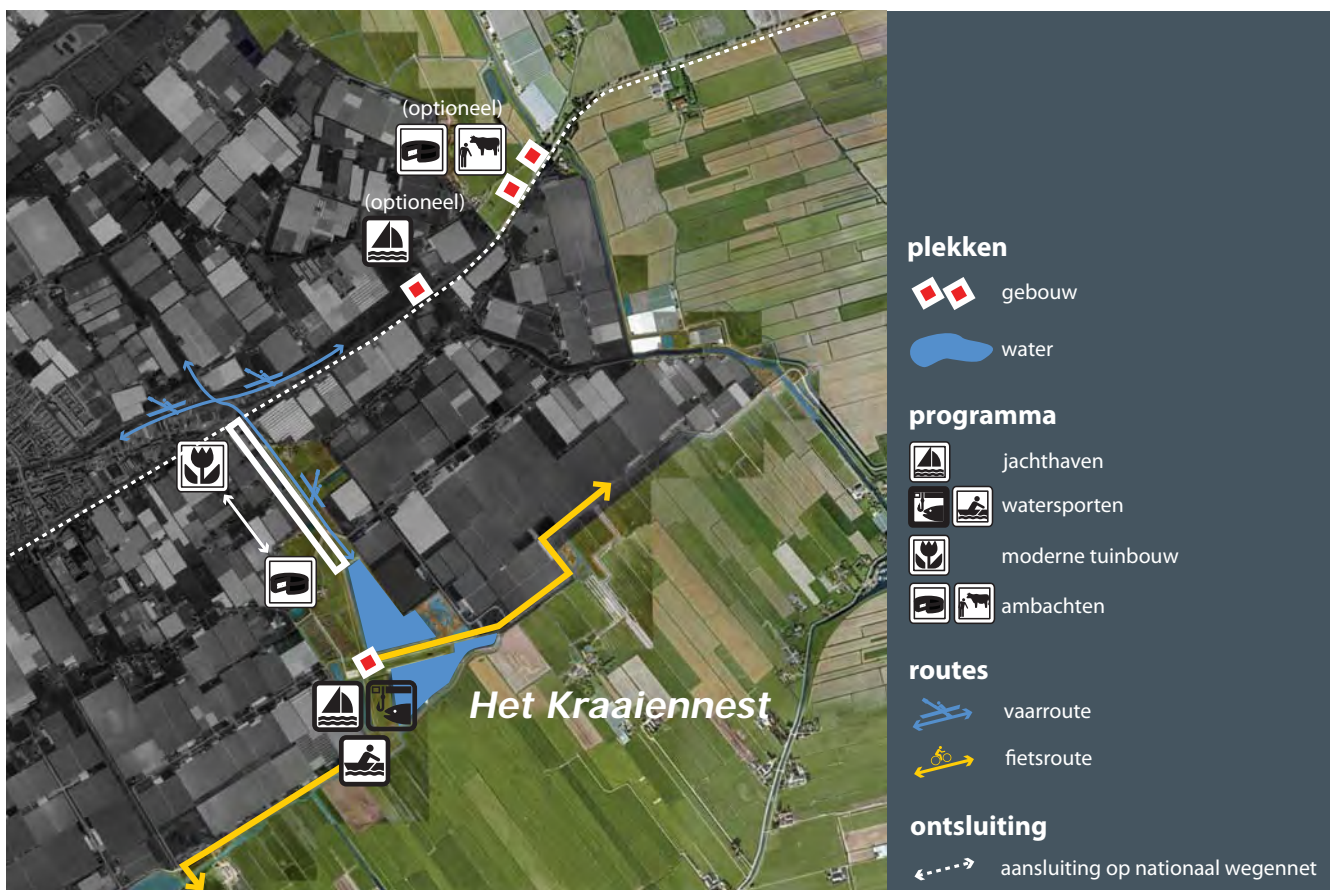 (optioneel)
(optioneel)
Het Kraaiennest
plekken
gebouw
water
programma
jachthaven
watersporten
moderne tuinbouw
ambachten
routes
vaarroute
fietsroute
ontsluiting
aansluiting op nationaal wegennet